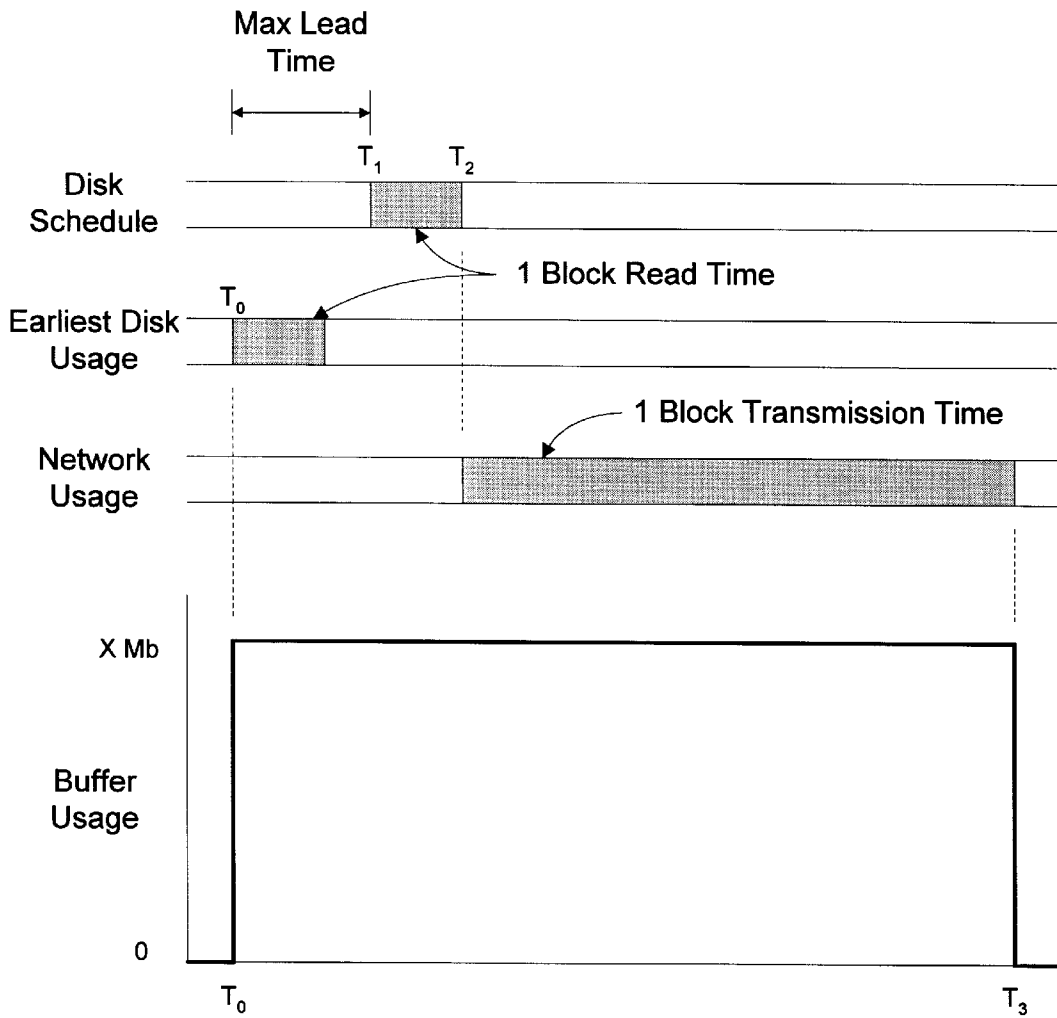 Max Lead
Time
T₁
T₂
Disk
Schedule
1 Block Read Time
T₀
Earliest Disk
Usage
1 Block Transmission Time
Network
Usage
X Mb
Buffer
Usage
0
T₀
T₃